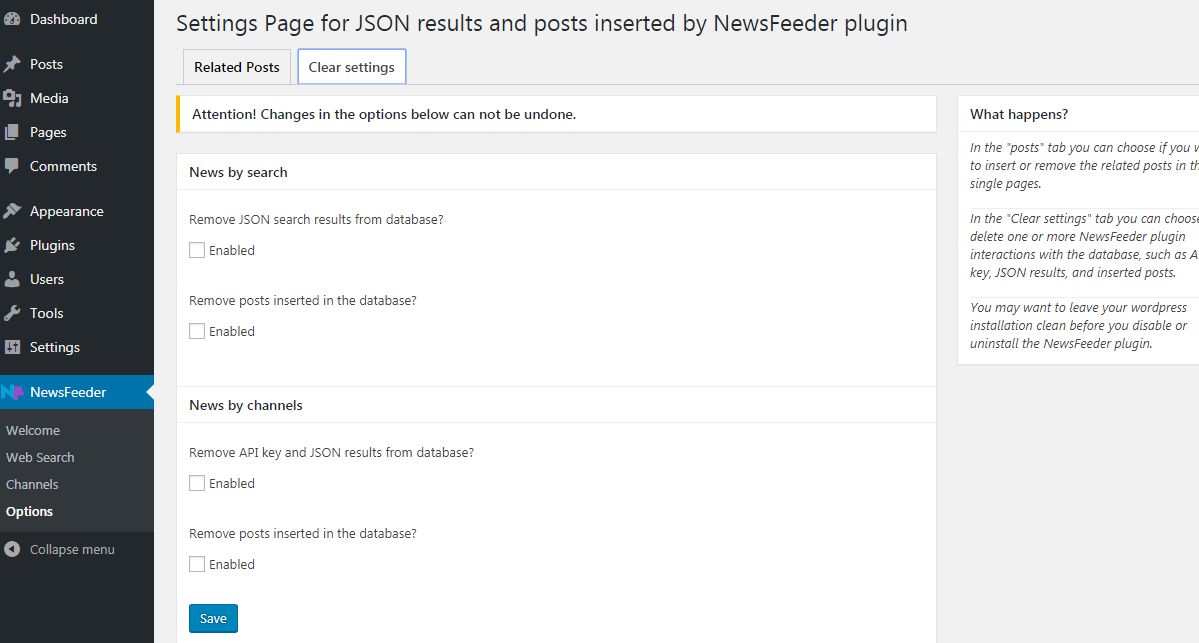 Dashboard
Posts
Media
Pages
Comments
Appearance
Plugins
Users
Tools
Settings
NewsFeeder
Welcome
Web Search
Channels
Options
Collapse menu
Settings Page for JSON results and posts inserted by NewsFeeder plugin
Related Posts
Clear settings
Attention! Changes in the options below can not be undone.
News by search
Remove JSON search results from database?
Enabled
Remove posts inserted in the database?
Enabled
News by channels
Remove API key and JSON results from database?
Enabled
Remove posts inserted in the database?
Enabled
Save
What happens?
In the "posts" tab you can choose if you
to insert or remove the related posts in
single pages.
In the "Clear settings" tab you can choose
delete one or more NewsFeeder plugin
interactions with the database, such as
key, JSON results, and inserted posts.
You may want to leave your wordpress
installation clean before you disable or
uninstall the NewsFeeder plugin.